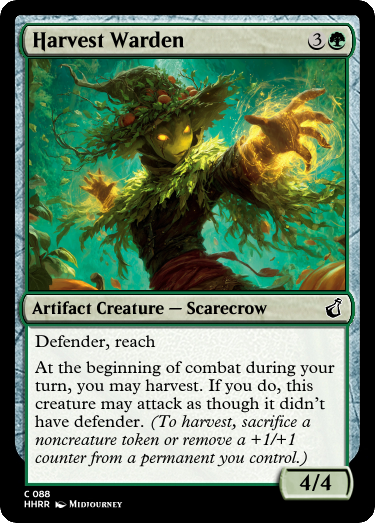 Harvest Warden 3
Artifact Creature — Scarecrow
Defender, reach
At the beginning of combat during your
turn, you may harvest. If you do, this
creature may attack as though it didn't
have defender. (To harvest, sacrifice a
noncreature token or remove a +1/+1
counter from a permanent you control.)
4/4
C 088
HHRR Midjourney